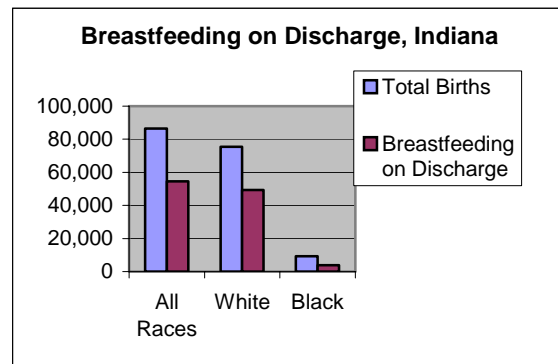 Breastfeeding on Discharge, Indiana
Total Births
Breastfeeding
on Discharge
100,000
80,000
60,000
40,000
20,000
0
All
Races
White
Black